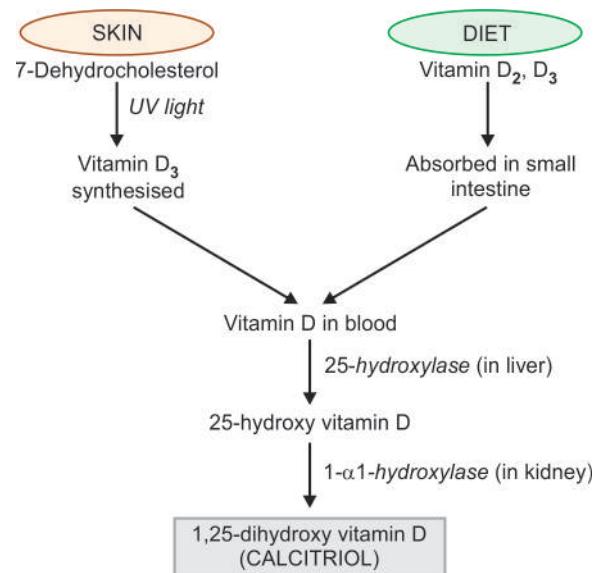 SKIN
7-Dehydrocholesterol
UV light
Vitamin D3
synthesised
DIET
Vitamin D2, D3
Absorbed in small
intestine
Vitamin D in blood
25-hydroxylase (in liver)
25-hydroxy vitamin D
1-α1-hydroxylase (in kidney)
1,25-dihydroxy vitamin D
(CALCITRIOL)